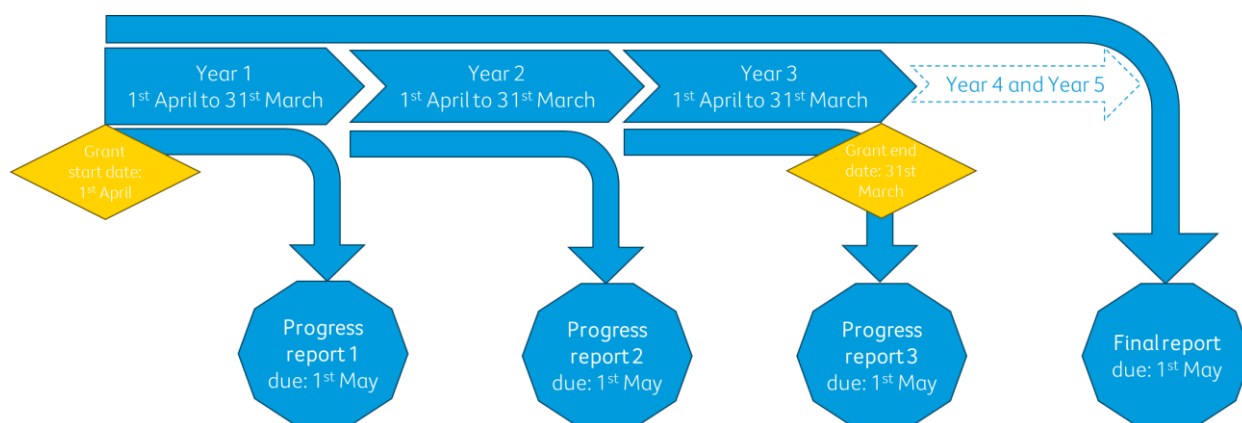 Year 1
1st April to 31st March
Year 2
1st April to 31st March
Year 3
1st April to 31st March
Year 4 and Year 5
Grant
start date:
1st April
Grant end
date: 31st
March
Progress
report 1
due: 1st May
Progress
report 2
due: 1st May
Progress
report 3
due: 1st May
Final report
due: 1st May